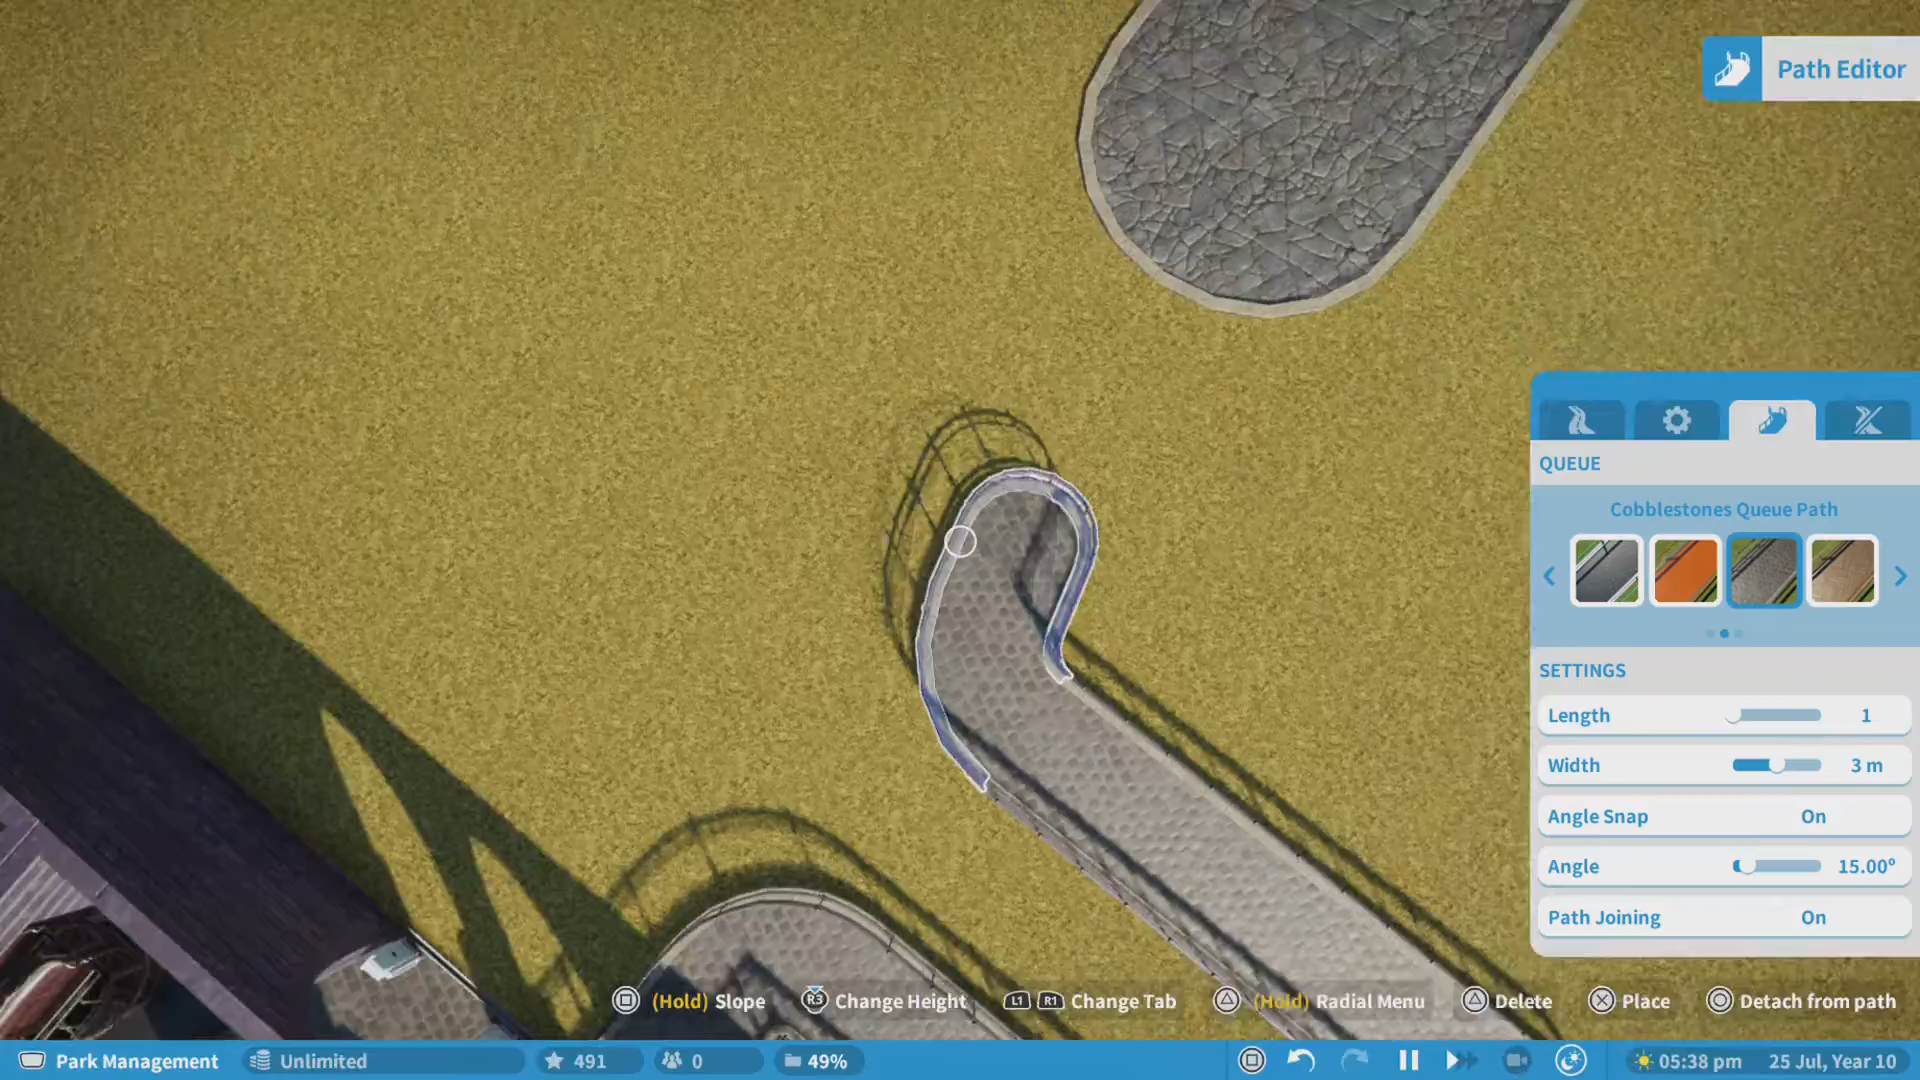 Path Editor
QUEUE
Cobblestones Queue Path
SETTINGS
Length 1
Width 3 m
Angle Snap On
Angle 15.00°
Path Joining On
(Hold) Slope R3 Change Height L1 R1 Change Tab (Hold) Radial Menu Delete Place Detach from path
Park Management Unlimited 491 0 49% 05:38 pm 25 Jul, Year 10